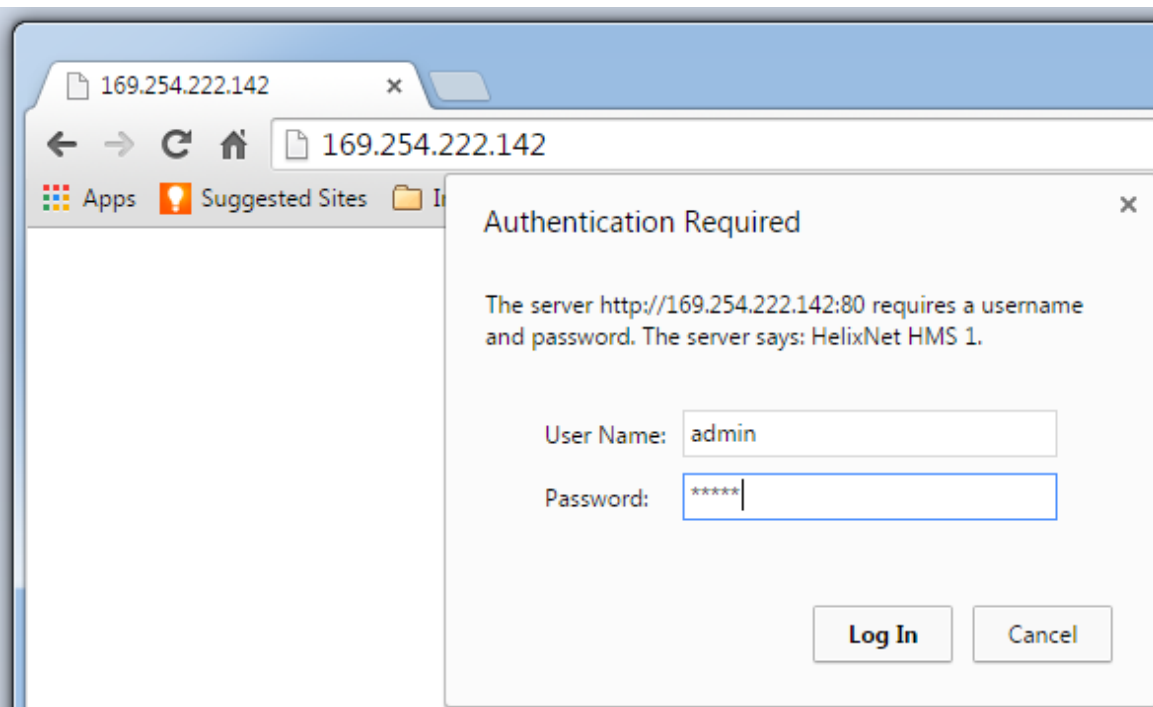 169.254.222.142
169.254.222.142
Apps Suggested Sites
Authentication Required
The server http://169.254.222.142:80 requires a username
and password. The server says: HelixNet HMS 1.
User Name: admin
Password: *****
Log In Cancel